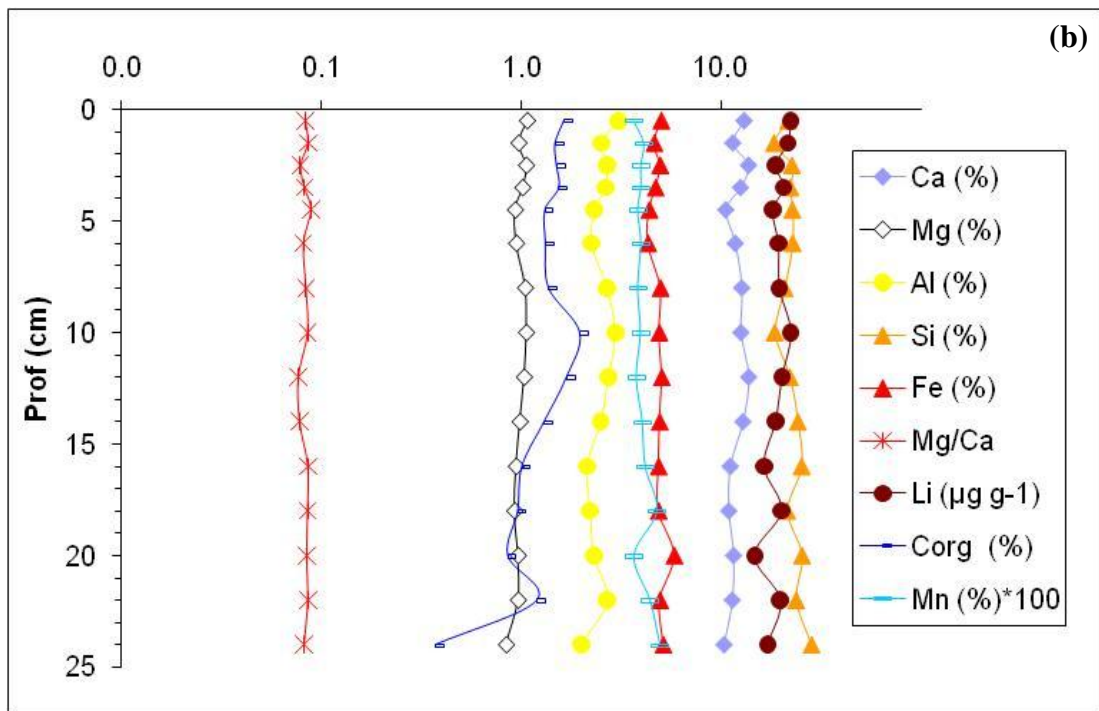 (b)
0.0 0.1 1.0 10.0
0
5
10
15
20
25
Prof (cm)
Ca (%)
Mg (%)
Al (%)
Si (%)
Fe (%)
Mg/Ca
Li (µg g-1)
Corg (%)
Mn (%)*100